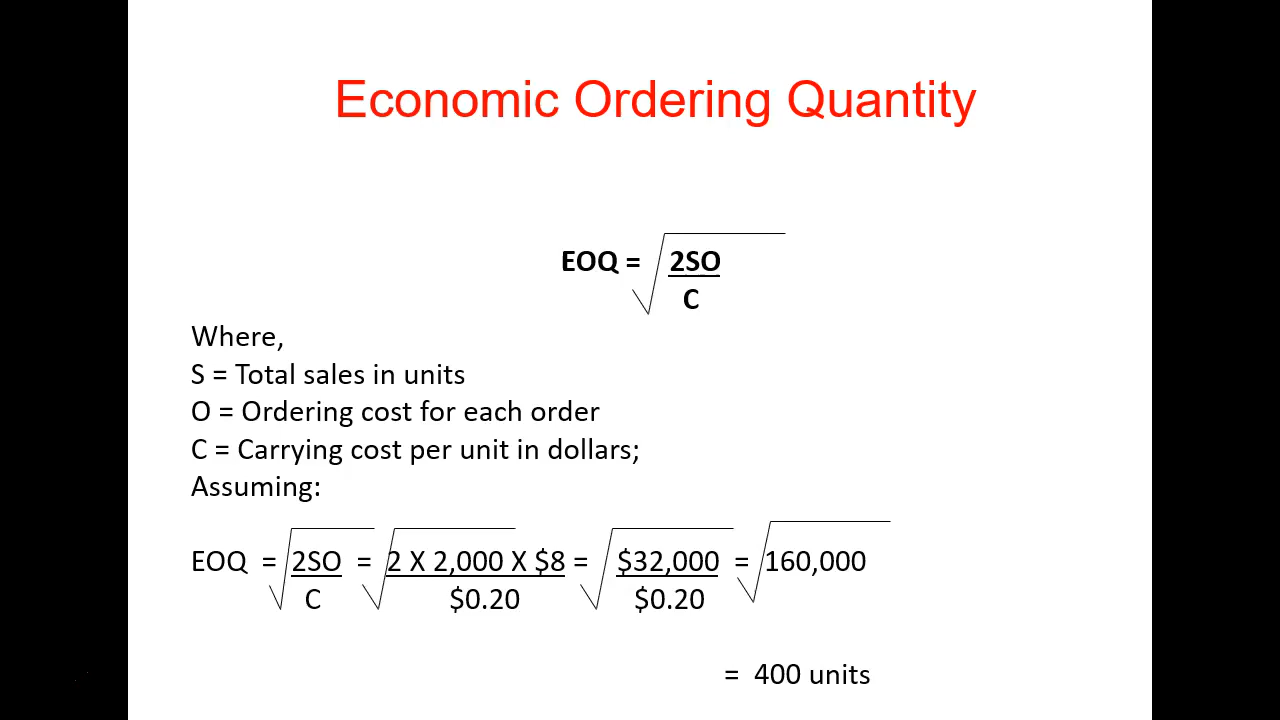 Economic Ordering Quantity
EOQ = √2SO
C
Where,
S = Total sales in units
O = Ordering cost for each order
C = Carrying cost per unit in dollars;
Assuming:
EOQ = √2SO = √2 X 2,000 X $8 = √$32,000 = √160,000
C $0.20 $0.20
= 400 units